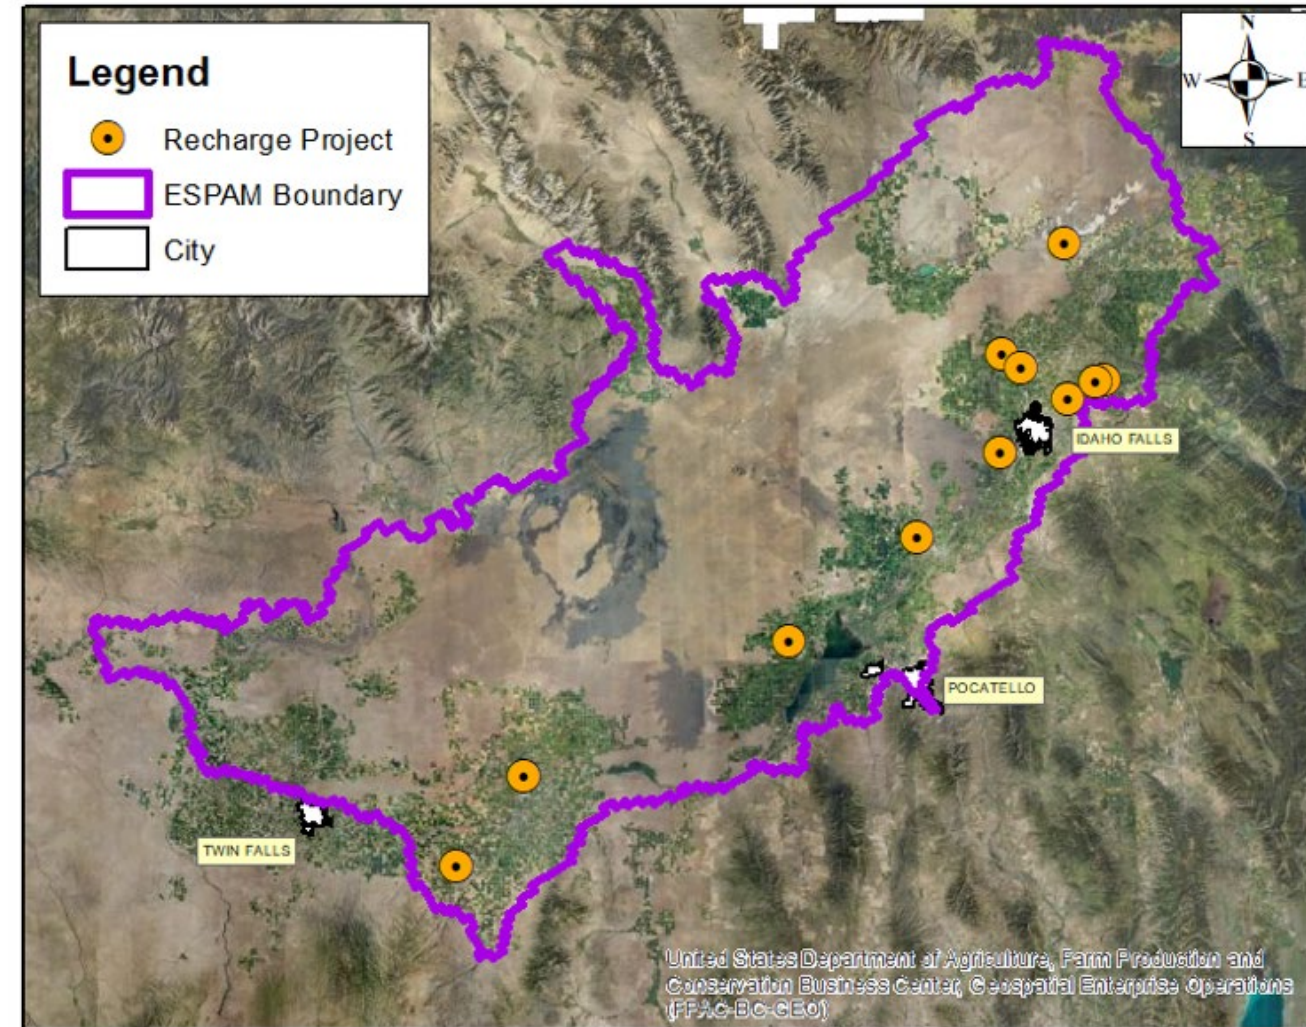 Legend
Recharge Project
ESPAM Boundary
City
N
W E
S
IDAHO FALLS
POCATELLO
TWIN FALLS
United States Department of Agriculture, Farm Production and
Conservation Business Center, Geospatial Enterprise Operations
(FPAC-BC-GEO)